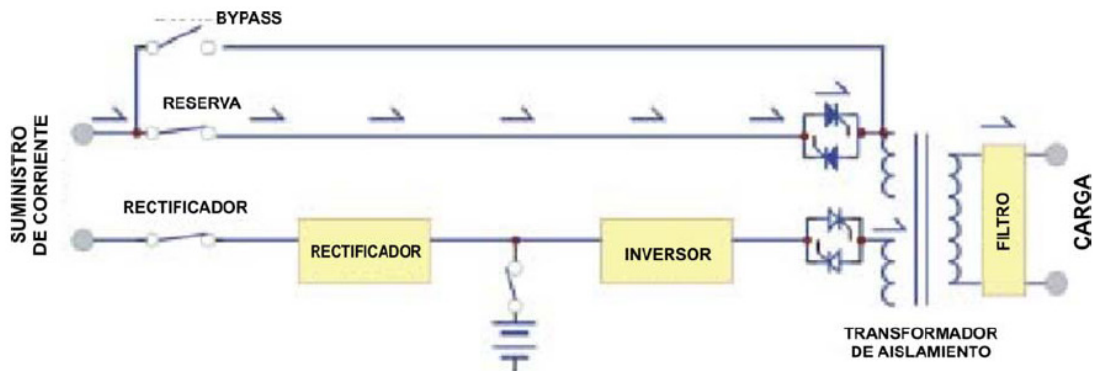 BYPASS
RESERVA
SUMINISTRO
DE CORRIENTE
RECTIFICADOR
RECTIFICADOR
INVERSOR
FILTRO
CARGA
TRANSFORMADOR
DE AISLAMIENTO